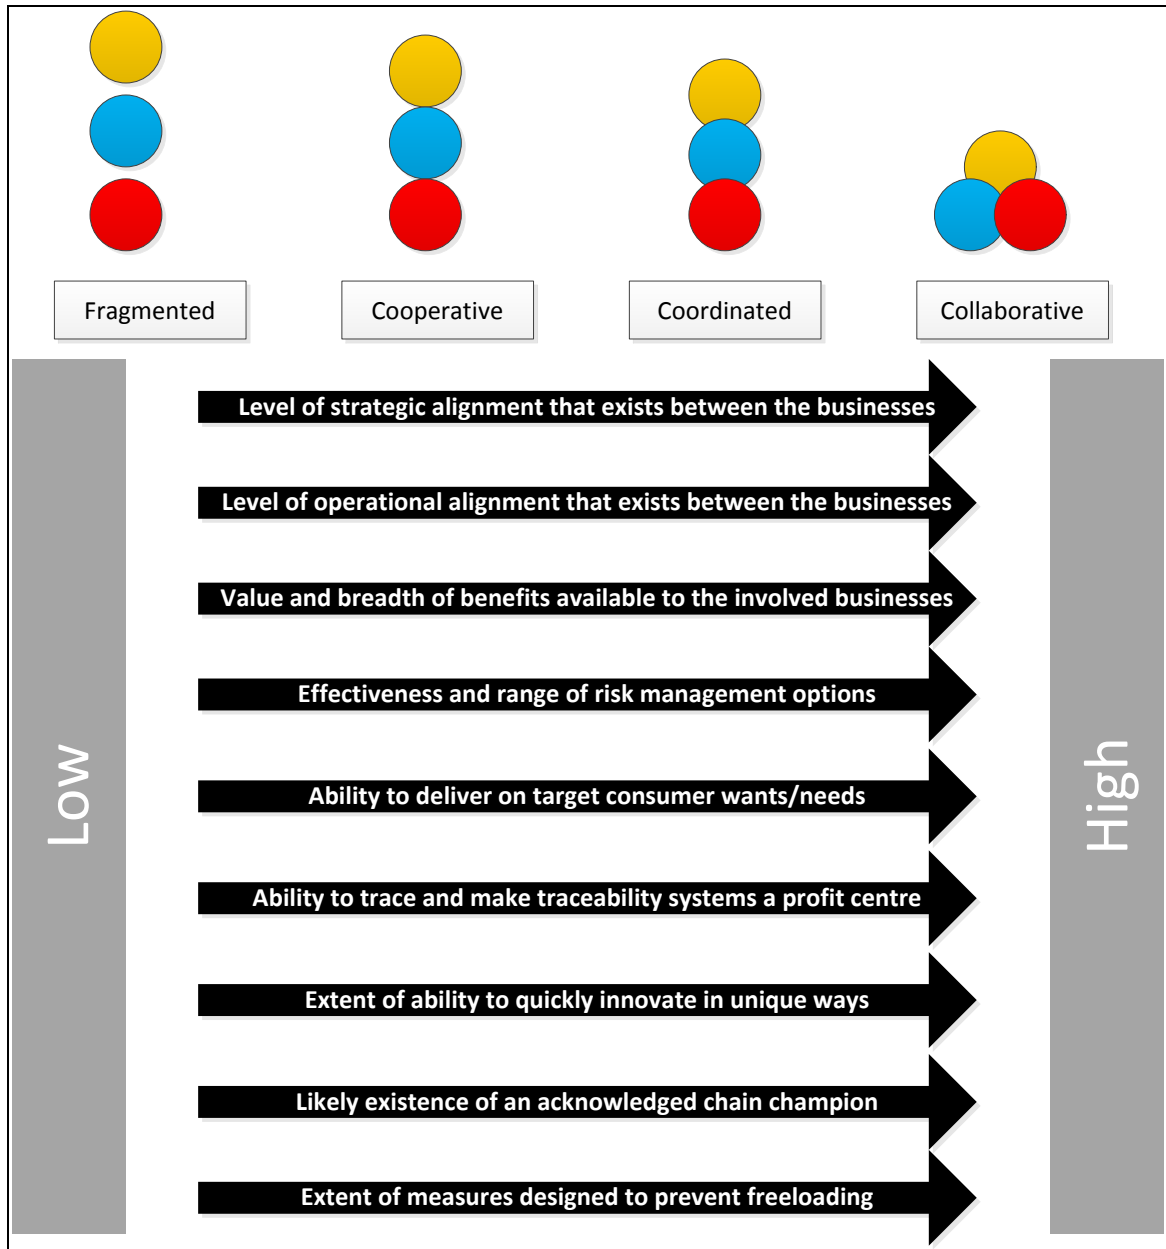 Fragmented
Cooperative
Coordinated
Collaborative
Low
High
Level of strategic alignment that exists between the businesses
Level of operational alignment that exists between the businesses
Value and breadth of benefits available to the involved businesses
Effectiveness and range of risk management options
Ability to deliver on target consumer wants/needs
Ability to trace and make traceability systems a profit centre
Extent of ability to quickly innovate in unique ways
Likely existence of an acknowledged chain champion
Extent of measures designed to prevent freeloading